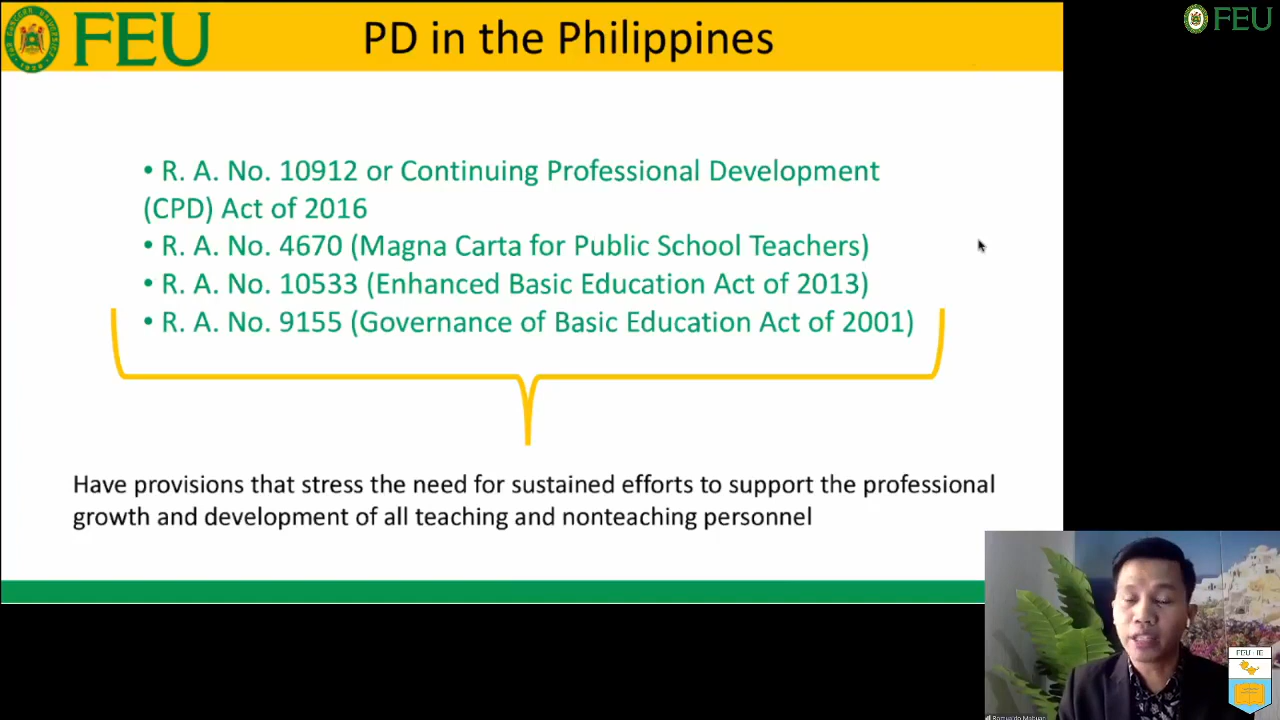 FEU
PD in the Philippines
FEU
• R. A. No. 10912 or Continuing Professional Development
(CPD) Act of 2016
• R. A. No. 4670 (Magna Carta for Public School Teachers)
• R. A. No. 10533 (Enhanced Basic Education Act of 2013)
• R. A. No. 9155 (Governance of Basic Education Act of 2001)
Have provisions that stress the need for sustained efforts to support the professional
growth and development of all teaching and nonteaching personnel
FEU - IE